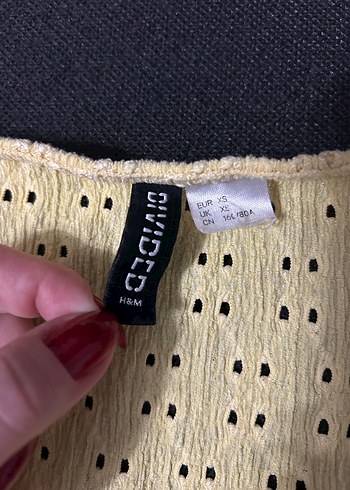 DIVIDED
H&M
EUR XS
UK XS
CN 160/80A